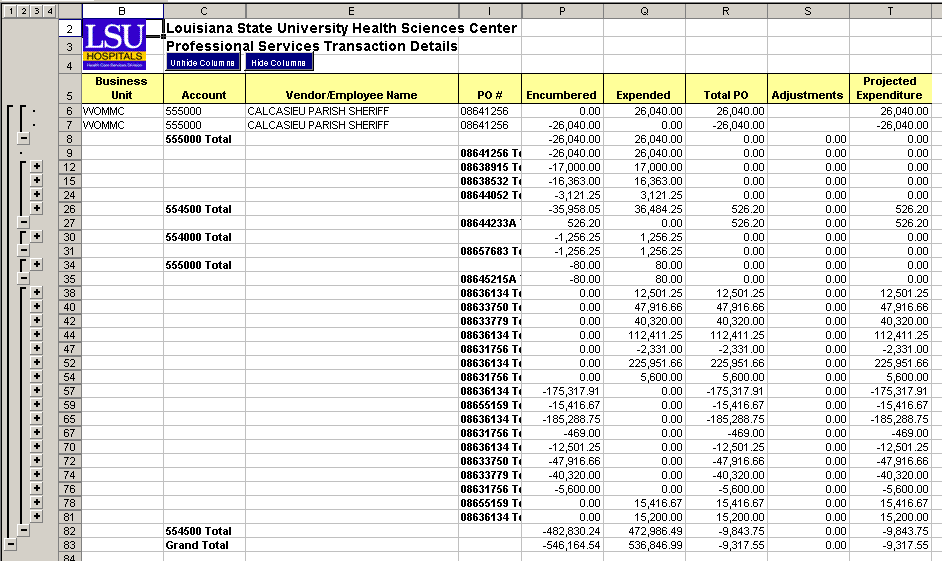 1 2 3 4 B C E I P Q R S T
2 LSU Louisiana State University Health Sciences Center
3 HOSPITALS Professional Services Transaction Details
4 Health Care Services Division Unhide Columns Hide Columns
Business Projected
5 Unit Account Vendor/Employee Name PO # Encumbered Expended Total PO Adjustments Expenditure
6 WOMMC 555000 CALCASIEU PARISH SHERIFF 08641256 0.00 26,040.00 26,040.00 26,040.00
7 WOMMC 555000 CALCASIEU PARISH SHERIFF 08641256 -26,040.00 0.00 -26,040.00 -26,040.00
8 555000 Total -26,040.00 26,040.00 0.00 0.00 0.00
9 08641256 To -26,040.00 26,040.00 0.00 0.00 0.00
12 08638915 To -17,000.00 17,000.00 0.00 0.00 0.00
15 08638532 To -16,363.00 16,363.00 0.00 0.00 0.00
24 08644052 To -3,121.25 3,121.25 0.00 0.00 0.00
26 554500 Total -35,958.05 36,484.25 526.20 0.00 526.20
27 08644233A 526.20 0.00 526.20 0.00 526.20
30 554000 Total -1,256.25 1,256.25 0.00 0.00 0.00
31 08657683 To -1,256.25 1,256.25 0.00 0.00 0.00
34 555000 Total -80.00 80.00 0.00 0.00 0.00
35 08645215A -80.00 80.00 0.00 0.00 0.00
38 08636134 To 0.00 12,501.25 12,501.25 0.00 12,501.25
40 08633750 To 0.00 47,916.66 47,916.66 0.00 47,916.66
42 08633779 To 0.00 40,320.00 40,320.00 0.00 40,320.00
44 08636134 To 0.00 112,411.25 112,411.25 0.00 112,411.25
47 08631756 To 0.00 -2,331.00 -2,331.00 0.00 -2,331.00
52 08636134 To 0.00 225,951.66 225,951.66 0.00 225,951.66
54 08631756 To 0.00 5,600.00 5,600.00 0.00 5,600.00
57 08636134 To -175,317.91 0.00 -175,317.91 0.00 -175,317.91
59 08655159 To -15,416.67 0.00 -15,416.67 0.00 -15,416.67
65 08636134 To -185,288.75 0.00 -185,288.75 0.00 -185,288.75
67 08631756 To -469.00 0.00 -469.00 0.00 -469.00
70 08636134 To -12,501.25 0.00 -12,501.25 0.00 -12,501.25
72 08633750 To -47,916.66 0.00 -47,916.66 0.00 -47,916.66
74 08633779 To -40,320.00 0.00 -40,320.00 0.00 -40,320.00
76 08631756 To -5,600.00 0.00 -5,600.00 0.00 -5,600.00
78 08655159 To 0.00 15,416.67 15,416.67 0.00 15,416.67
81 08636134 To 0.00 15,200.00 15,200.00 0.00 15,200.00
82 554500 Total -482,830.24 472,986.49 -9,843.75 0.00 -9,843.75
83 Grand Total -546,164.54 536,846.99 -9,317.55 0.00 -9,317.55
84